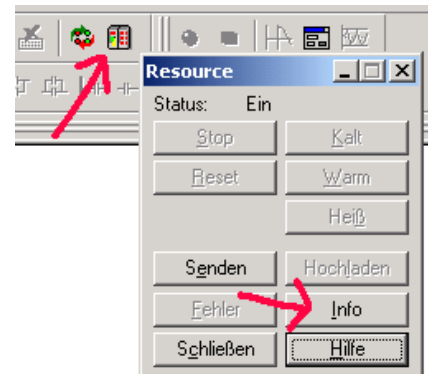 Resource
Status: Ein
Stop Kalt
Reset Warm
Heiß
Senden Hochladen
Fehler Info
Schließen Hilfe